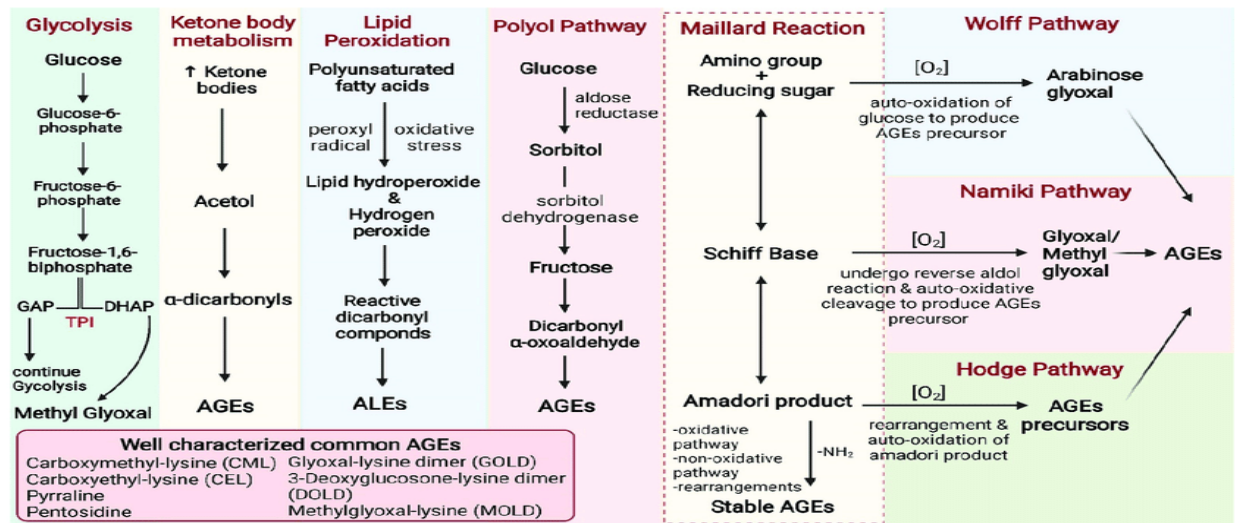 Glycolysis
Glucose
Glucose-6-
phosphate
Fructose-6-
phosphate
Fructose-1,6-
biphosphate
GAP
DHAP
TPI
continue
Gycolysis
Methyl Glyoxal
Ketone body
metabolism
↑ Ketone
bodies
Acetol
α-dicarbonyls
AGEs
Lipid
Peroxidation
Polyunsaturated
fatty acids
peroxyl
radical
oxidative
stress
Lipid hydroperoxide
&
Hydrogen
peroxide
Reactive
dicarbonyl
componds
ALEs
Polyol Pathway
Glucose
aldose
reductase
Sorbitol
sorbitol
dehydrogenase
Fructose
Dicarbonyl
α-oxoaldehyde
AGEs
Well characterized common AGEs
Carboxymethyl-lysine (CML)
Carboxyethyl-lysine (CEL)
Pyrraline
Pentosidine
Glyoxal-lysine dimer (GOLD)
3-Deoxyglucosone-lysine dimer
(DOLD)
Methylglyoxal-lysine (MOLD)
Maillard Reaction
Amino group
+
Reducing sugar
Schiff Base
Amadori product
-oxidative
pathway
-non-oxidative
pathway
-rearrangements
-NH₂
Stable AGEs
Wolff Pathway
[O₂]
auto-oxidation of
glucose to produce
AGEs precursor
Arabinose
glyoxal
Namiki Pathway
[O₂]
undergo reverse aldol
reaction & auto-oxidative
cleavage to produce AGEs
precursor
Glyoxal/
Methyl
glyoxal
AGEs
Hodge Pathway
[O₂]
rearrangement &
auto-oxidation of
amadori product
AGEs
precursors